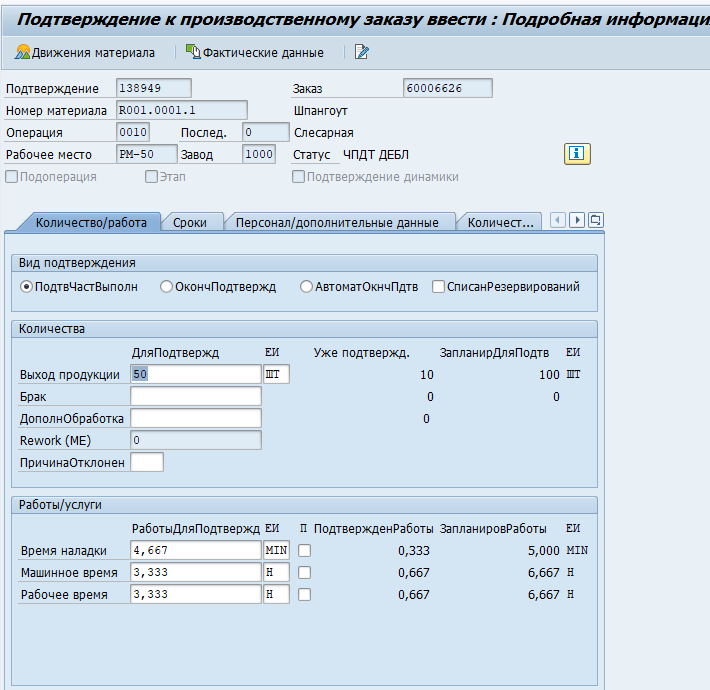 Подтверждение к производственному заказу ввести : Подробная информаци
Движения материала Фактические данные
Подтверждение 138949 Заказ 60006626
Номер материала R001.0001.1 Шпангоут
Операция 0010 Послед. 0 Слесарная
Рабочее место PM-50 Завод 1000 Статус ЧПДТ ДЕБЛ
Подоперация Этап Подтверждение динамики
Количество/работа Сроки Персонал/дополнительные данные Количест...
Вид подтверждения
ПодтвЧастВыполн ОкончПодтвержд АвтоматОкнчПдтв СписанРезервирований
Количества
ДляПодтвержд ЕИ Уже подтвержд. ЗапланирДляПодтв ЕИ
Выход продукции 50 ШТ 10 100 ШТ
Брак 0 0
ДополнОбработка 0
Rework (ME) 0
ПричинаОтклонен
Работы/услуги
РаботыДляПодтвержд ЕИ П ПодтвержденРаботы ЗапланировРаботы ЕИ
Время наладки 4,667 MIN 0,333 5,000 MIN
Машинное время 3,333 H 0,667 6,667 H
Рабочее время 3,333 H 0,667 6,667 H